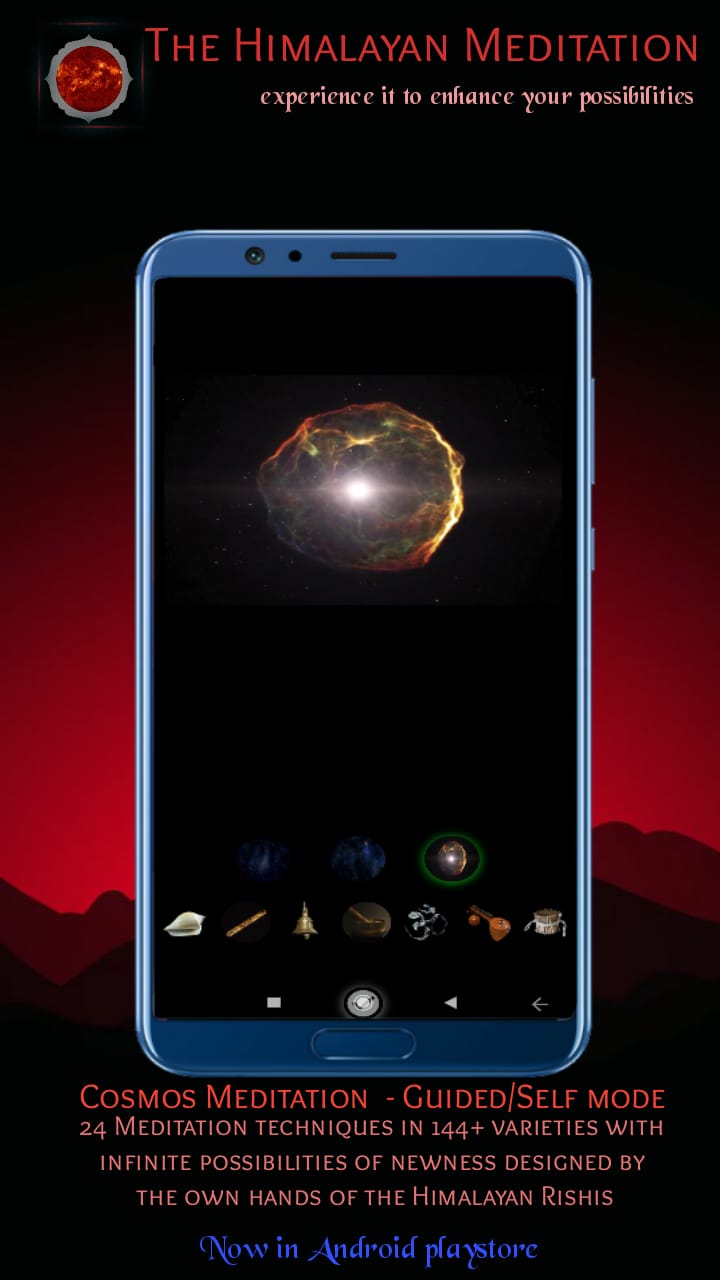 The Himalayan Meditation
experience it to enhance your possibilities
Cosmos Meditation - Guided/Self mode
24 Meditation techniques in 144+ varieties with
infinite possibilities of newness designed by
the own hands of the Himalayan Rishis
Now in Android playstore